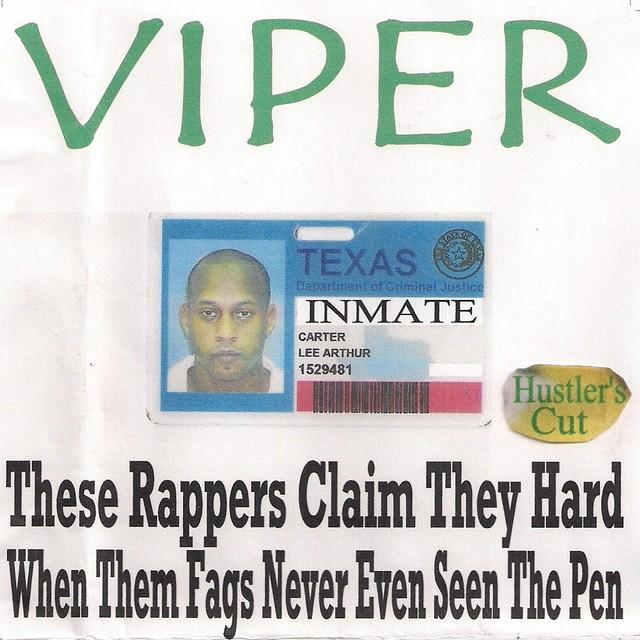 VIPER
TEXAS
Department of Criminal Justice
INMATE
CARTER
LEE ARTHUR
1529481
Hustler's
Cut
These Rappers Claim They Hard
When Them Fags Never Even Seen The Pen